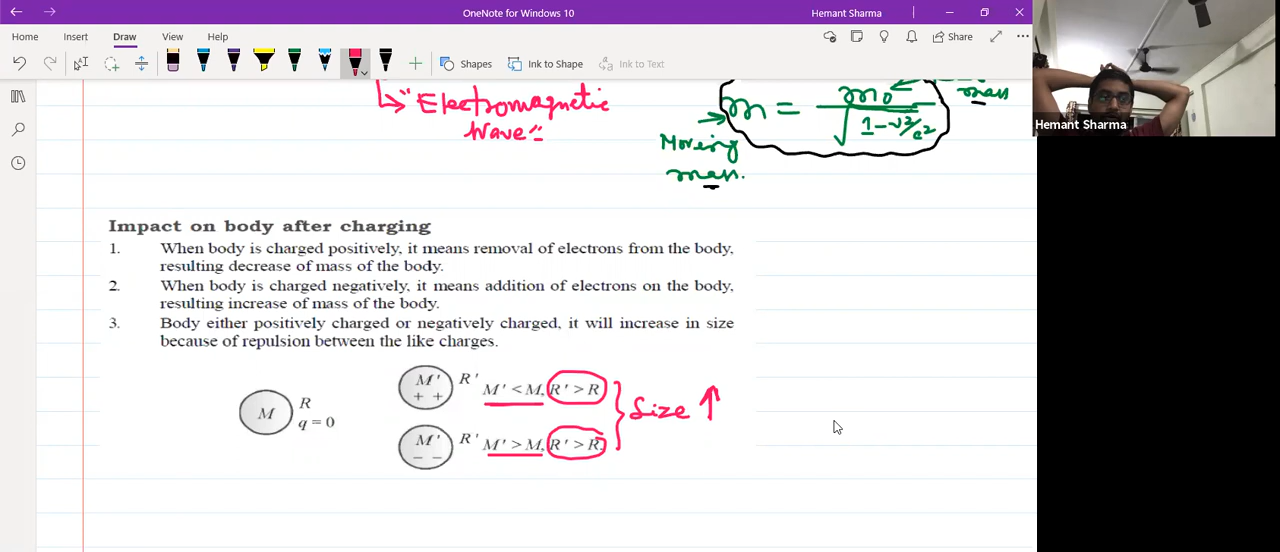 OneNote for Windows 10
Hemant Sharma
Home Insert Draw View Help
Share
Shapes Ink to Shape Ink to Text
Hemant Sharma
"Electromagnetic
Wave"
m = m₀ / √(1 - v²/c²)
mass
Moving
mass.
Impact on body after charging
1. When body is charged positively, it means removal of electrons from the body,
resulting decrease of mass of the body.
2. When body is charged negatively, it means addition of electrons on the body,
resulting increase of mass of the body.
3. Body either positively charged or negatively charged, it will increase in size
because of repulsion between the like charges.
M' + + R' M' < M, R' > R
M R q = 0
Size ↑
M' – – R' M' > M, R' > R.